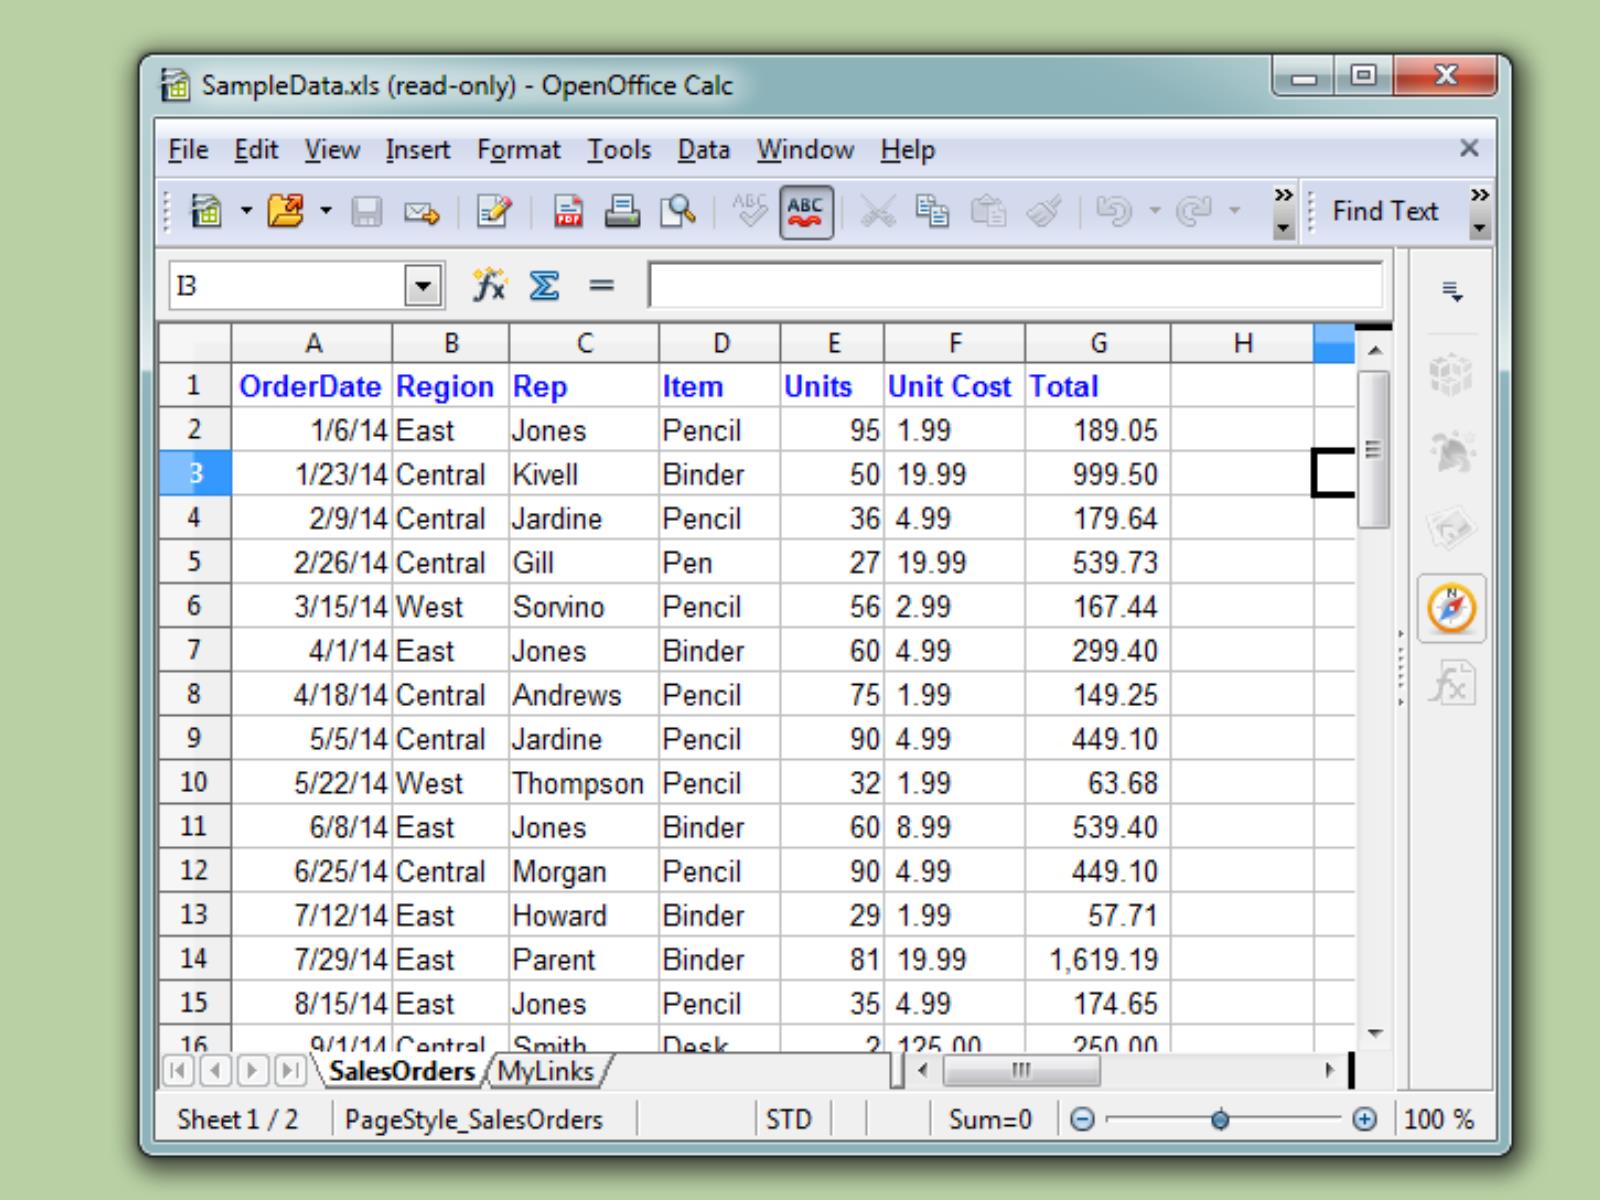 SampleData.xls (read-only) - OpenOffice Calc
File Edit View Insert Format Tools Data Window Help
PDF ABC ABC Find Text
I3 fx Σ =
A B C D E F G H
1 OrderDate Region Rep Item Units Unit Cost Total
2 1/6/14 East Jones Pencil 95 1.99 189.05
3 1/23/14 Central Kivell Binder 50 19.99 999.50
4 2/9/14 Central Jardine Pencil 36 4.99 179.64
5 2/26/14 Central Gill Pen 27 19.99 539.73
6 3/15/14 West Sorvino Pencil 56 2.99 167.44
7 4/1/14 East Jones Binder 60 4.99 299.40
8 4/18/14 Central Andrews Pencil 75 1.99 149.25
9 5/5/14 Central Jardine Pencil 90 4.99 449.10
10 5/22/14 West Thompson Pencil 32 1.99 63.68
11 6/8/14 East Jones Binder 60 8.99 539.40
12 6/25/14 Central Morgan Pencil 90 4.99 449.10
13 7/12/14 East Howard Binder 29 1.99 57.71
14 7/29/14 East Parent Binder 81 19.99 1,619.19
15 8/15/14 East Jones Pencil 35 4.99 174.65
16 9/1/14 Central Smith Desk 2 125.00 250.00
SalesOrders MyLinks
Sheet 1 / 2 PageStyle_SalesOrders STD Sum=0 100 %